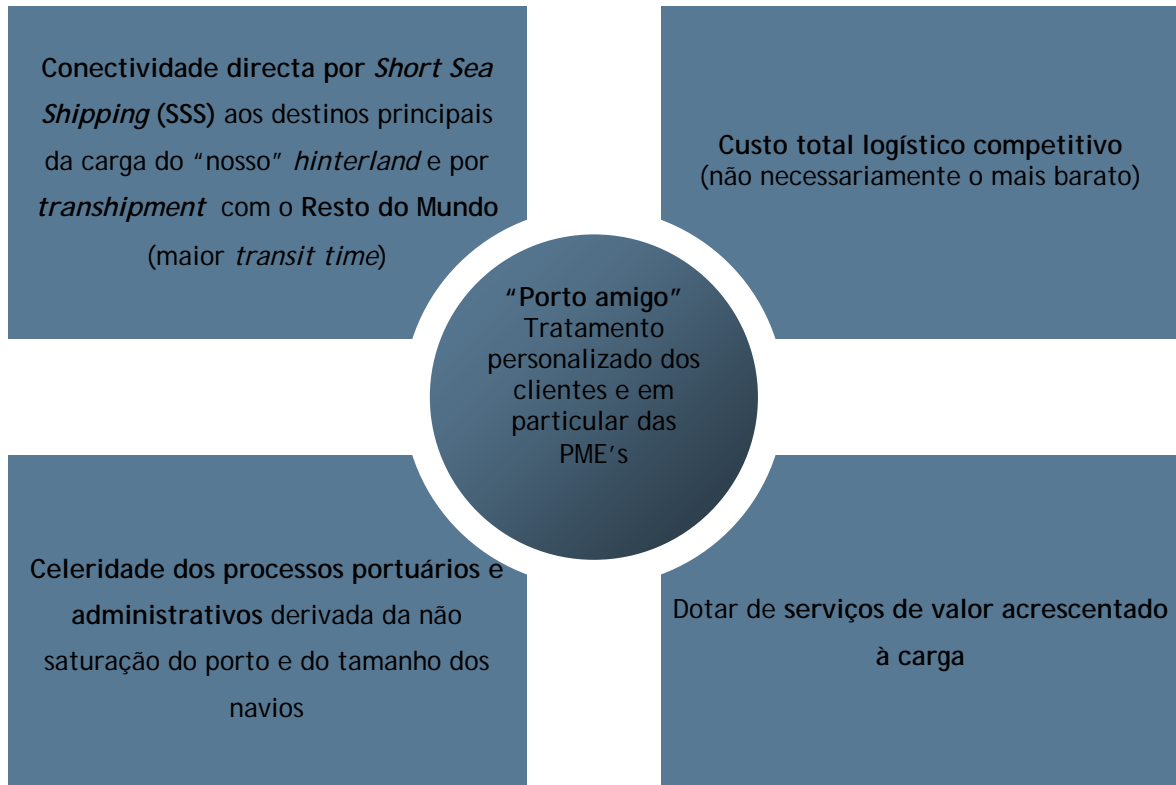 Conectividade directa por Short Sea
Shipping (SSS) aos destinos principais
da carga do “nosso” hinterland e por
transhipment com o Resto do Mundo
(maior transit time)
Custo total logístico competitivo
(não necessariamente o mais barato)
“Porto amigo”
Tratamento
personalizado dos
clientes e em
particular das
PME’s
Celeridade dos processos portuários e
administrativos derivada da não
saturação do porto e do tamanho dos
navios
Dotar de serviços de valor acrescentado
à carga